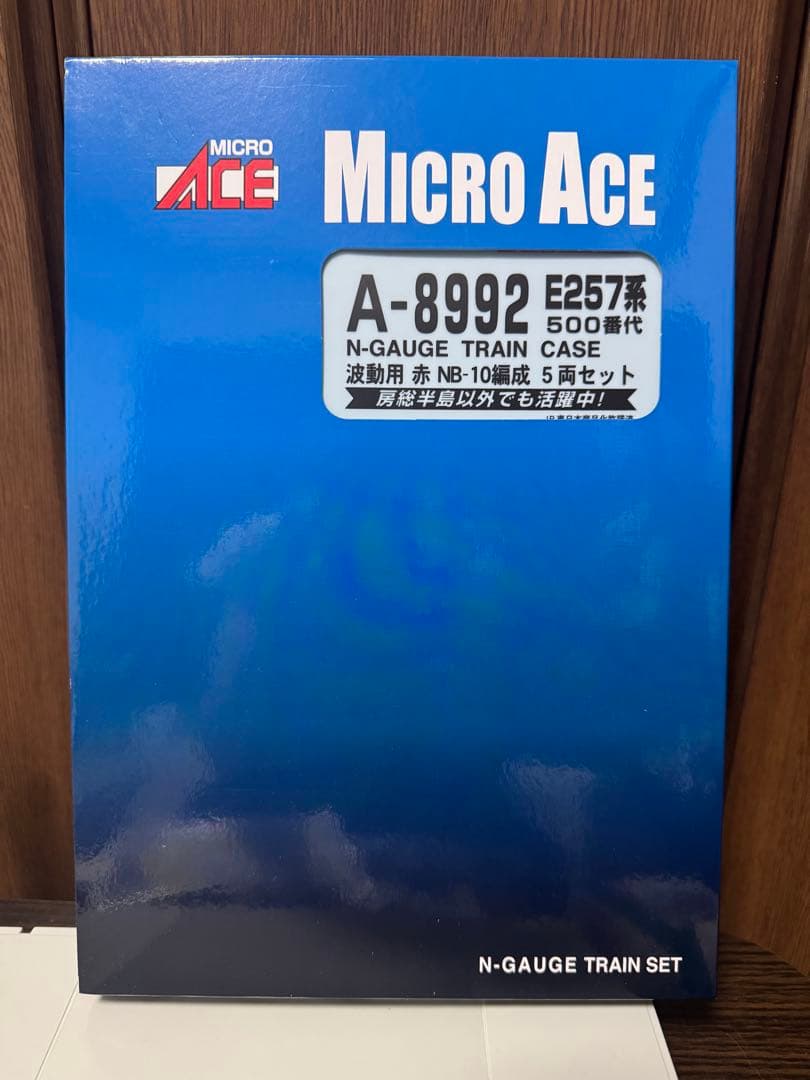 MICRO
ACE
MICRO ACE
A-8992 E257系
500番代
N-GAUGE TRAIN CASE
波動用 赤 NB-10編成 5両セット
房総半島以外でも活躍中!
N-GAUGE TRAIN SET